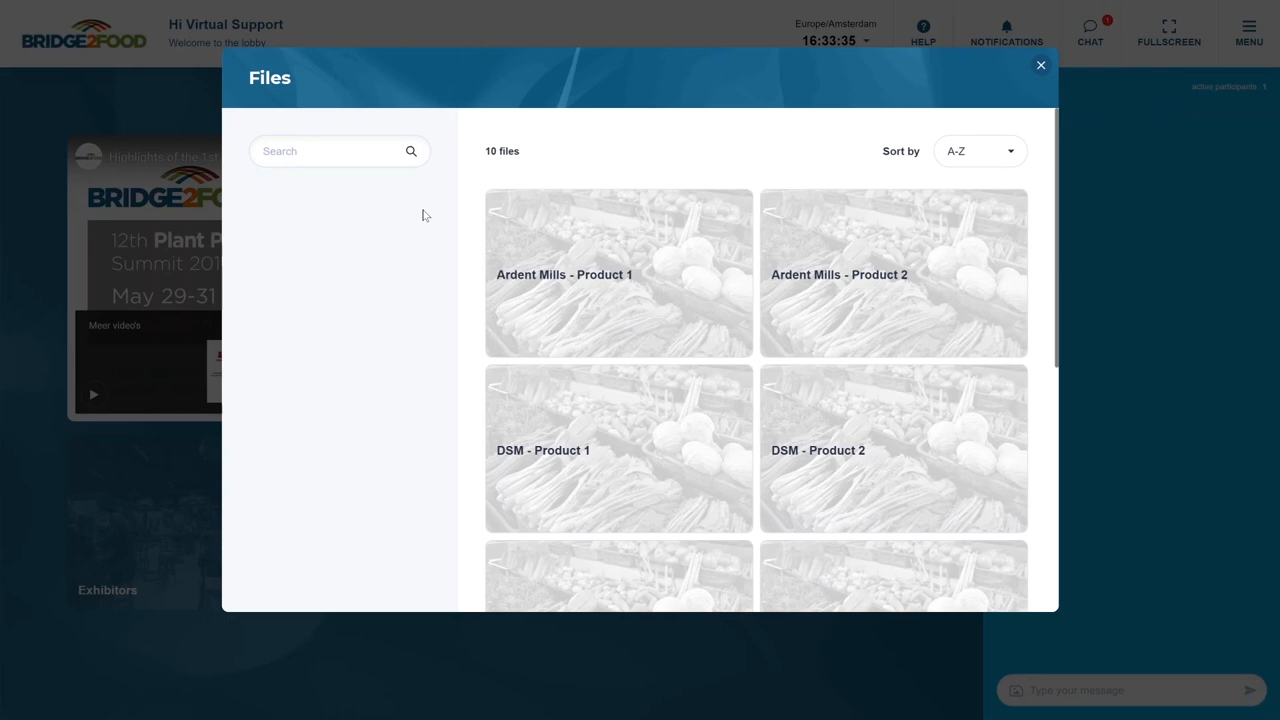 BRIDGE2FOOD
Hi Virtual Support
Welcome to the lobby
Europe/Amsterdam
16:33:35
HELP
NOTIFICATIONS
1
CHAT
FULLSCREEN
MENU
Files
active participants 1
Search
10 files
Sort by
A-Z
Highlights of the 1st
BRIDGE2FO
12th Plant P
Summit 201
May 29-31
Meer video's
Ardent Mills - Product 1
Ardent Mills - Product 2
DSM - Product 1
DSM - Product 2
Exhibitors
Type your message